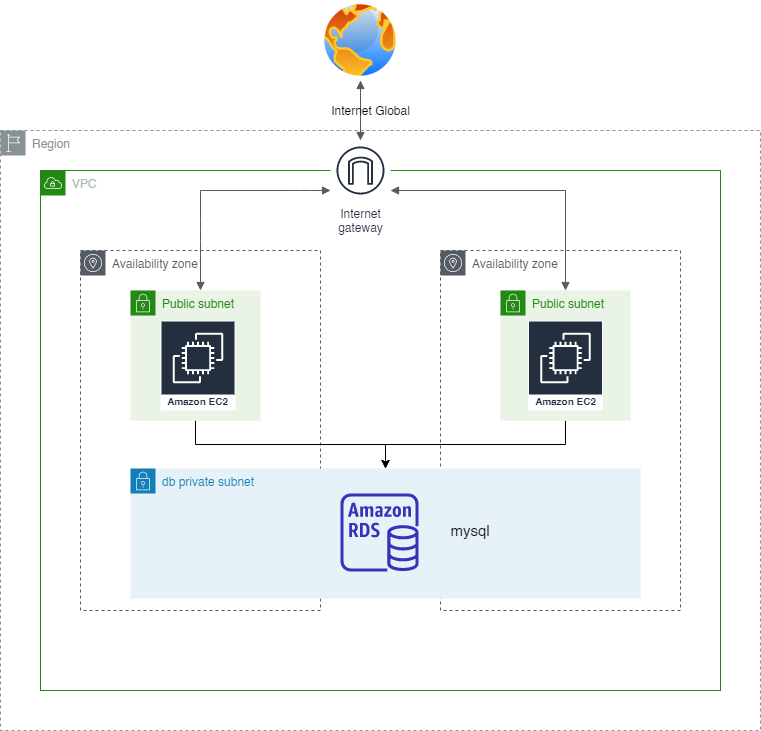 Internet Global
Region
VPC
Internet
gateway
Availability zone
Availability zone
Public subnet
Public subnet
Amazon EC2
Amazon EC2
db private subnet
Amazon
RDS
mysql